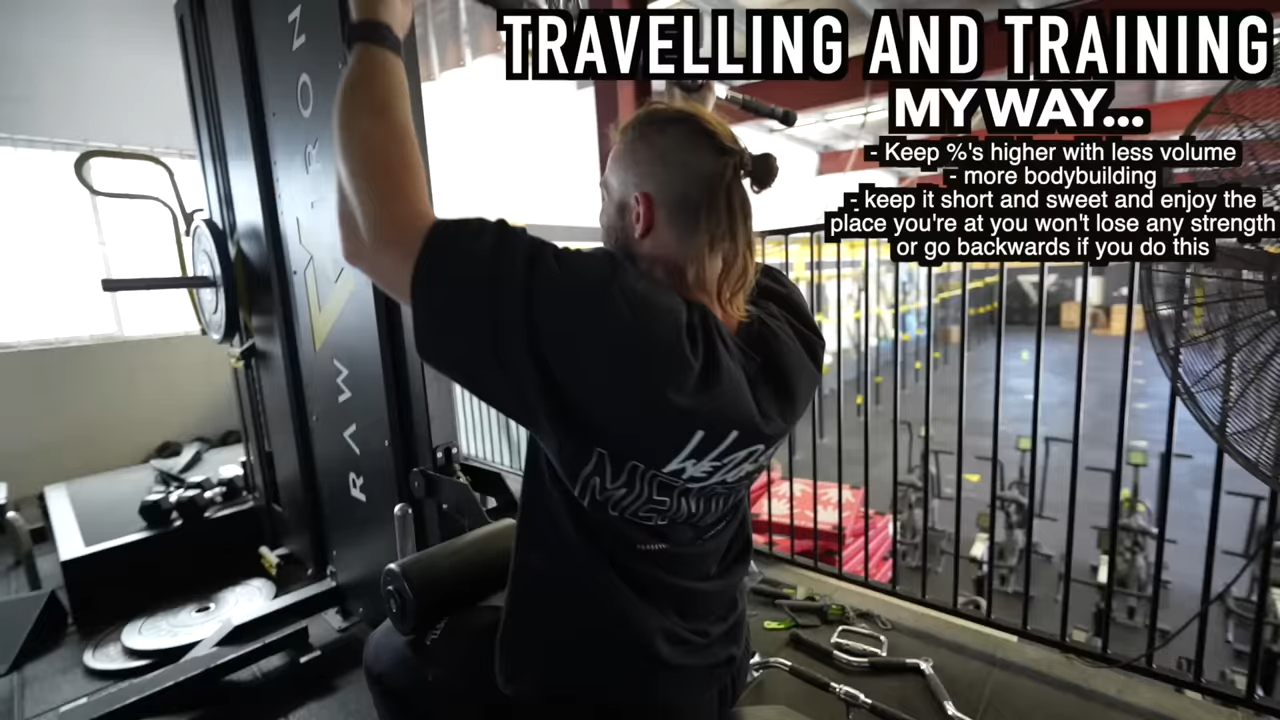 TRAVELLING AND TRAINING
MY WAY...
- Keep %'s higher with less volume
- more bodybuilding
- keep it short and sweet and enjoy the
place you're at you won't lose any strength
or go backwards if you do this
RAW
WE